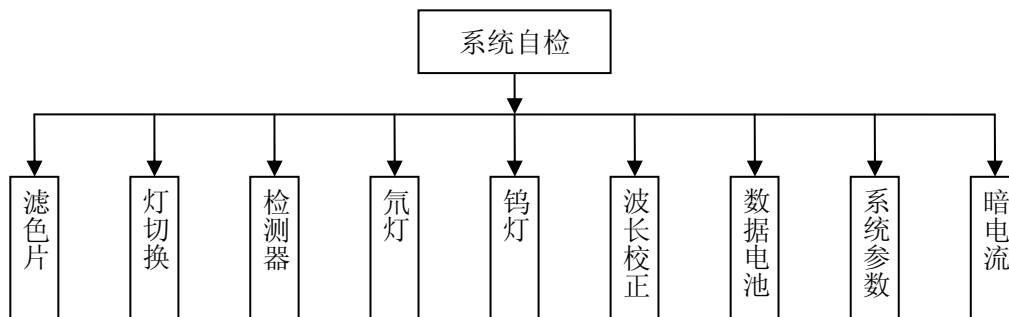 系统自检
滤色片
灯切换
检测器
氘灯
钨灯
波长校正
数据电池
系统参数
暗电流